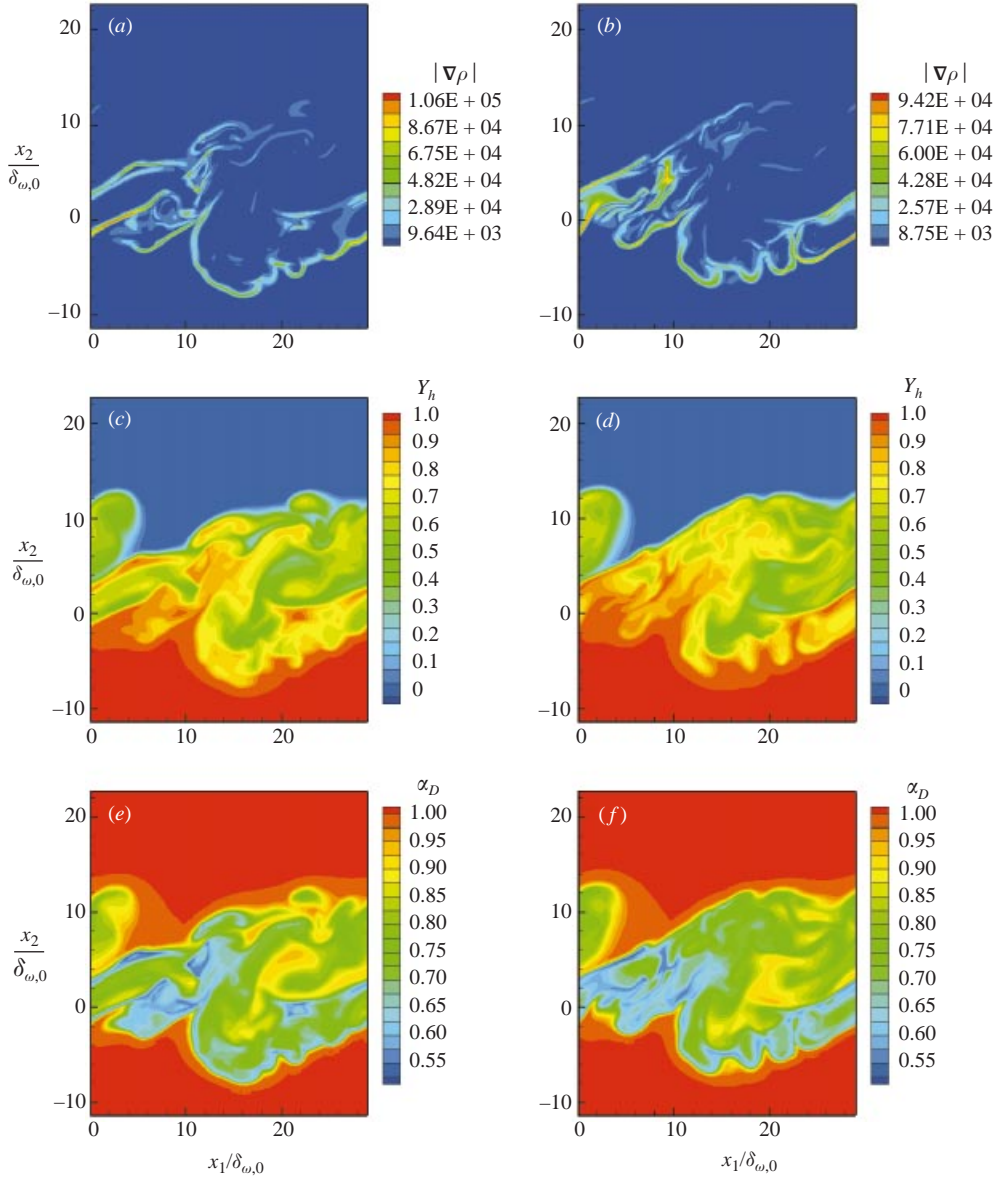 (a)
20
10
0
–10
0 10 20
x₂
δω,0
|∇ρ|
1.06E + 05
8.67E + 04
6.75E + 04
4.82E + 04
2.89E + 04
9.64E + 03
(b)
20
10
0
–10
0 10 20
|∇ρ|
9.42E + 04
7.71E + 04
6.00E + 04
4.28E + 04
2.57E + 04
8.75E + 03
(c)
20
10
0
–10
0 10 20
x₂
δω,0
Yh
1.0
0.9
0.8
0.7
0.6
0.5
0.4
0.3
0.2
0.1
0
(d)
20
10
0
–10
0 10 20
Yh
1.0
0.9
0.8
0.7
0.6
0.5
0.4
0.3
0.2
0.1
0
(e)
20
10
0
–10
0 10 20
x₂
δω,0
x₁/δω,0
αD
1.00
0.95
0.90
0.85
0.80
0.75
0.70
0.65
0.60
0.55
(f)
20
10
0
–10
0 10 20
x₁/δω,0
αD
1.00
0.95
0.90
0.85
0.80
0.75
0.70
0.65
0.60
0.55